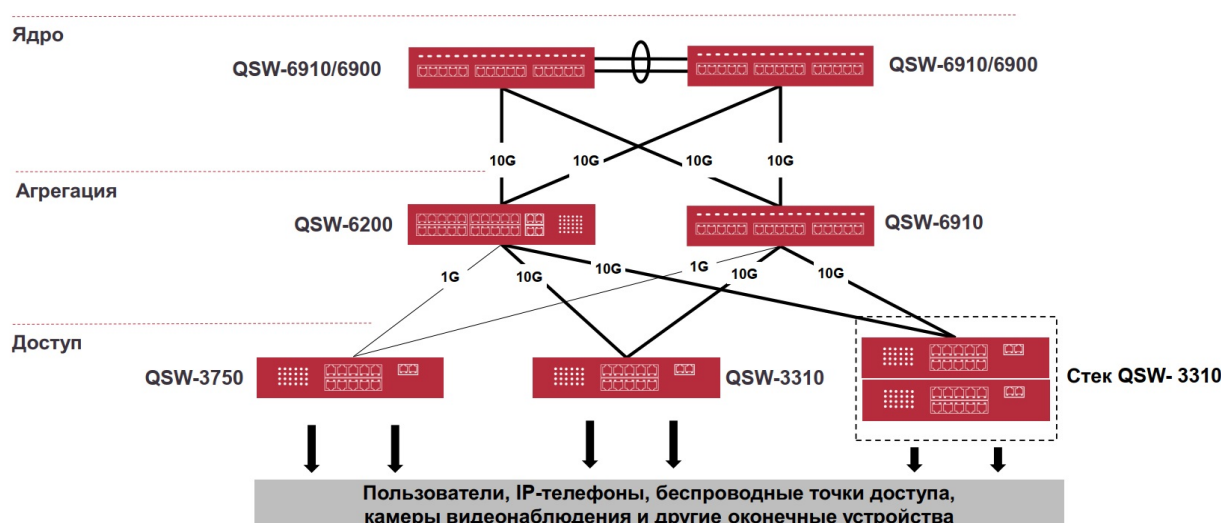 Ядро
QSW-6910/6900
QSW-6910/6900
10G
10G
10G
10G
Агрегация
QSW-6200
QSW-6910
1G
10G
10G
1G
10G
10G
Доступ
QSW-3750
QSW-3310
Стек QSW- 3310
Пользователи, IP-телефоны, беспроводные точки доступа,
камеры видеонаблюдения и другие оконечные устройства